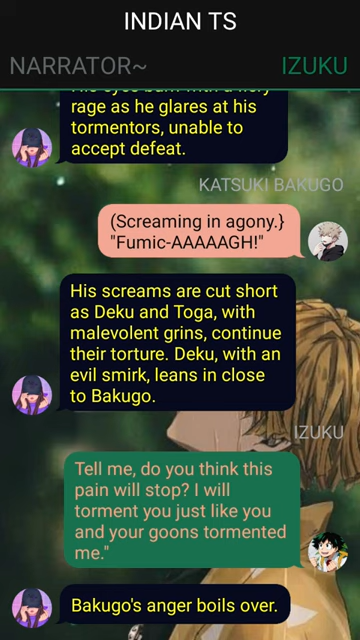 INDIAN TS
NARRATOR~ IZUKU
rage as he glares at his
tormentors, unable to
accept defeat.
KATSUKI BAKUGO
(Screaming in agony.}
"Fumic-AAAAAGH!"
His screams are cut short
as Deku and Toga, with
malevolent grins, continue
their torture. Deku, with an
evil smirk, leans in close
to Bakugo.
IZUKU
Tell me, do you think this
pain will stop? I will
torment you just like you
and your goons tormented
me."
Bakugo's anger boils over.